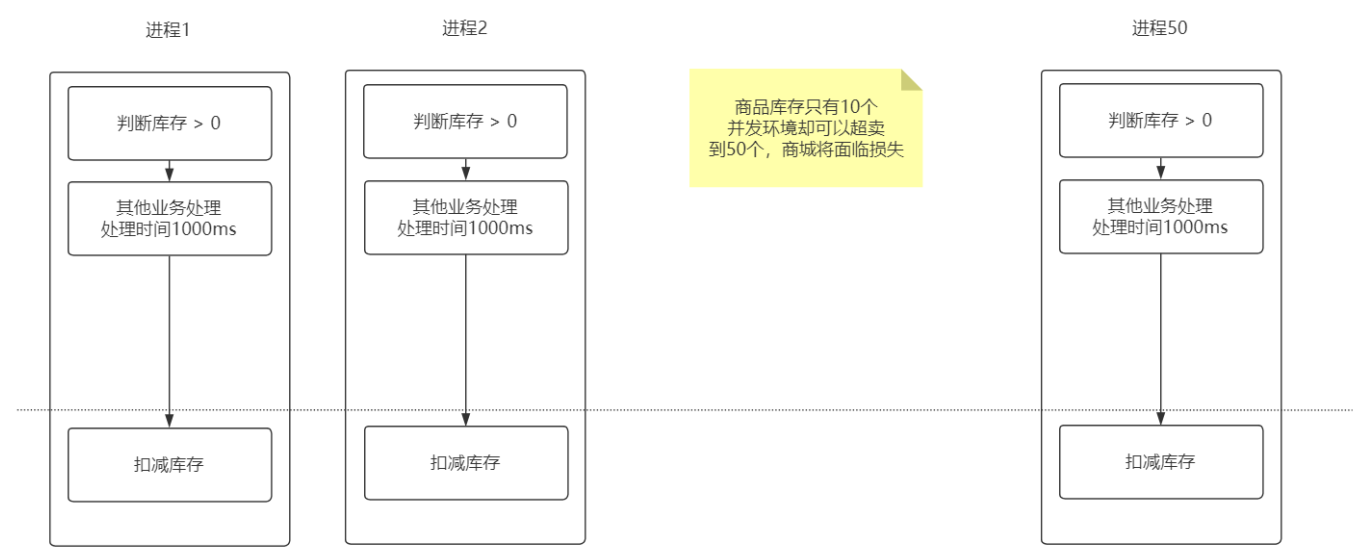 进程1
进程2
进程50
判断库存 > 0
其他业务处理
处理时间1000ms
扣减库存
判断库存 > 0
其他业务处理
处理时间1000ms
扣减库存
商品库存只有10个
并发环境却可以超卖
到50个，商城将面临损失
判断库存 > 0
其他业务处理
处理时间1000ms
扣减库存